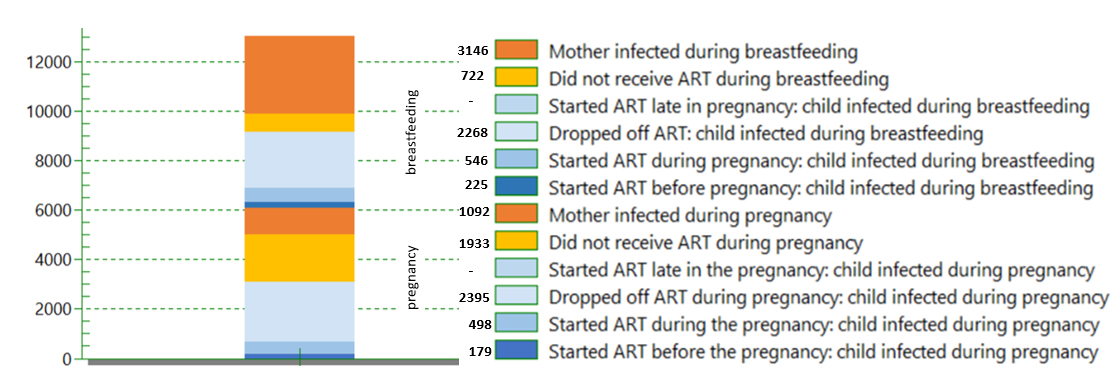 12000
10000
8000
6000
4000
2000
0
breastfeeding
pregnancy
3146 Mother infected during breastfeeding
722 Did not receive ART during breastfeeding
- Started ART late in pregnancy: child infected during breastfeeding
2268 Dropped off ART: child infected during breastfeeding
546 Started ART during pregnancy: child infected during breastfeeding
225 Started ART before pregnancy: child infected during breastfeeding
1092 Mother infected during pregnancy
1933 Did not receive ART during pregnancy
- Started ART late in the pregnancy: child infected during pregnancy
2395 Dropped off ART during pregnancy: child infected during pregnancy
498 Started ART during the pregnancy: child infected during pregnancy
179 Started ART before the pregnancy: child infected during pregnancy